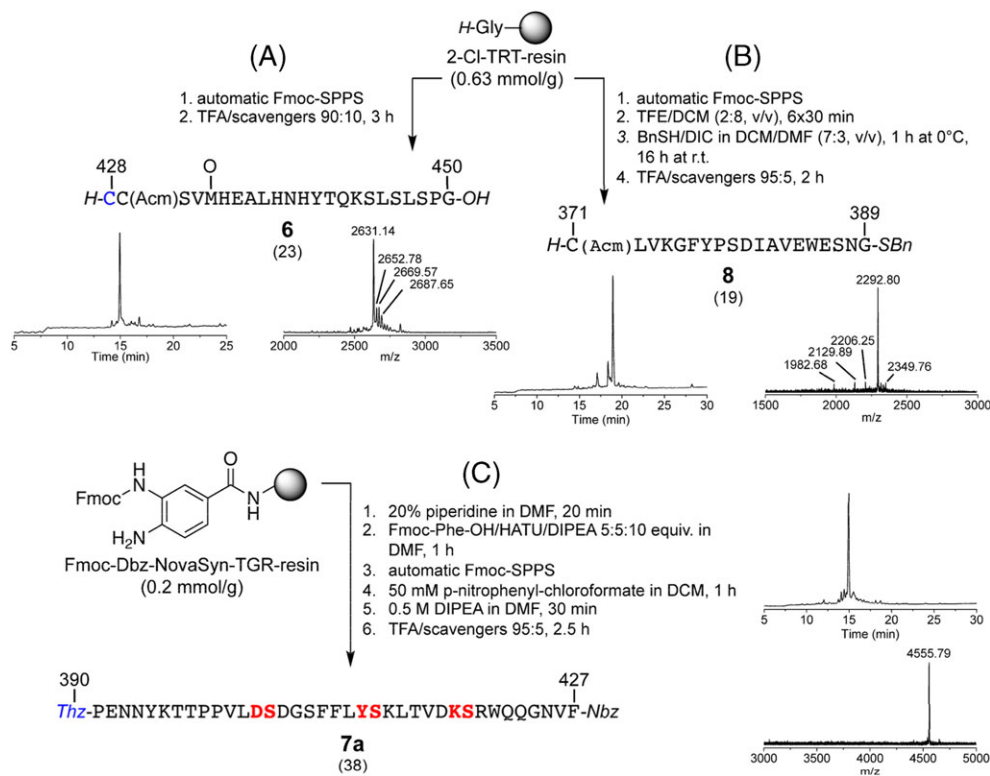 H-Gly
2-Cl-TRT-resin
(0.63 mmol/g)
(A)
1. automatic Fmoc-SPPS
2. TFA/scavengers 90:10, 3 h
428 O 450
H-CC(Acm)SVMHEALHNHYTQKSLSLSPG-OH
6
(23)
5 10 15 20 25
Time (min)
2631.14
2652.78
2669.57
2687.65
2000 2500 3000 3500
m/z
(B)
1. automatic Fmoc-SPPS
2. TFE/DCM (2:8, v/v), 6x30 min
3. BnSH/DIC in DCM/DMF (7:3, v/v), 1 h at 0°C,
16 h at r.t.
4. TFA/scavengers 95:5, 2 h
371 389
H-C(Acm)LVKGFYPSDIAVEWESNG-SBn
8
(19)
5 10 15 20 25 30
Time (min)
2292.80
2206.25
2129.89
1982.68
2349.76
1500 2000 2500 3000
m/z
(C)
Fmoc
H
N
O
N
H
H2N
Fmoc-Dbz-NovaSyn-TGR-resin
(0.2 mmol/g)
1. 20% piperidine in DMF, 20 min
2. Fmoc-Phe-OH/HATU/DIPEA 5:5:10 equiv. in
DMF, 1 h
3. automatic Fmoc-SPPS
4. 50 mM p-nitrophenyl-chloroformate in DCM, 1 h
5. 0.5 M DIPEA in DMF, 30 min
6. TFA/scavengers 95:5, 2.5 h
390 427
Thz-PENNYKTTPPVLDSDGSFFLYSKLTVDKSRWQQGNVF-Nbz
7a
(38)
5 10 15 20 25 30
Time (min)
4555.79
3000 3500 4000 4500 5000
m/z